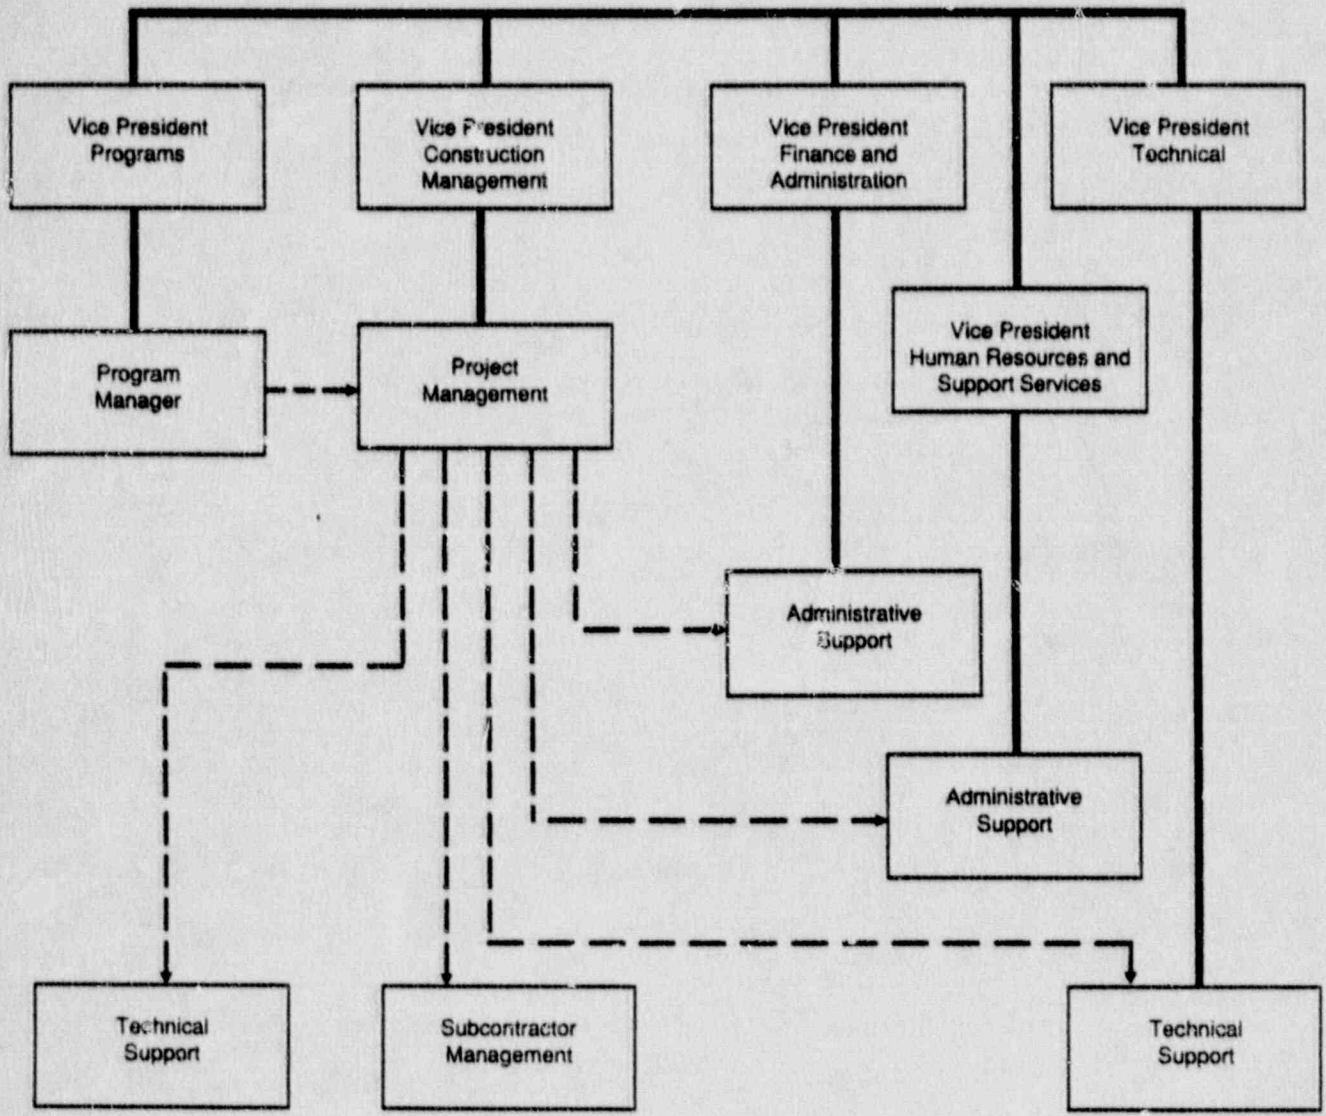 Vice President
Programs
Vice President
Construction
Management
Vice President
Finance and
Administration
Vice President
Technical
Vice President
Human Resources and
Support Services
Program
Manager
Project
Management
Administrative
Support
Administrative
Support
Technical
Support
Subcontractor
Management
Technical
Support